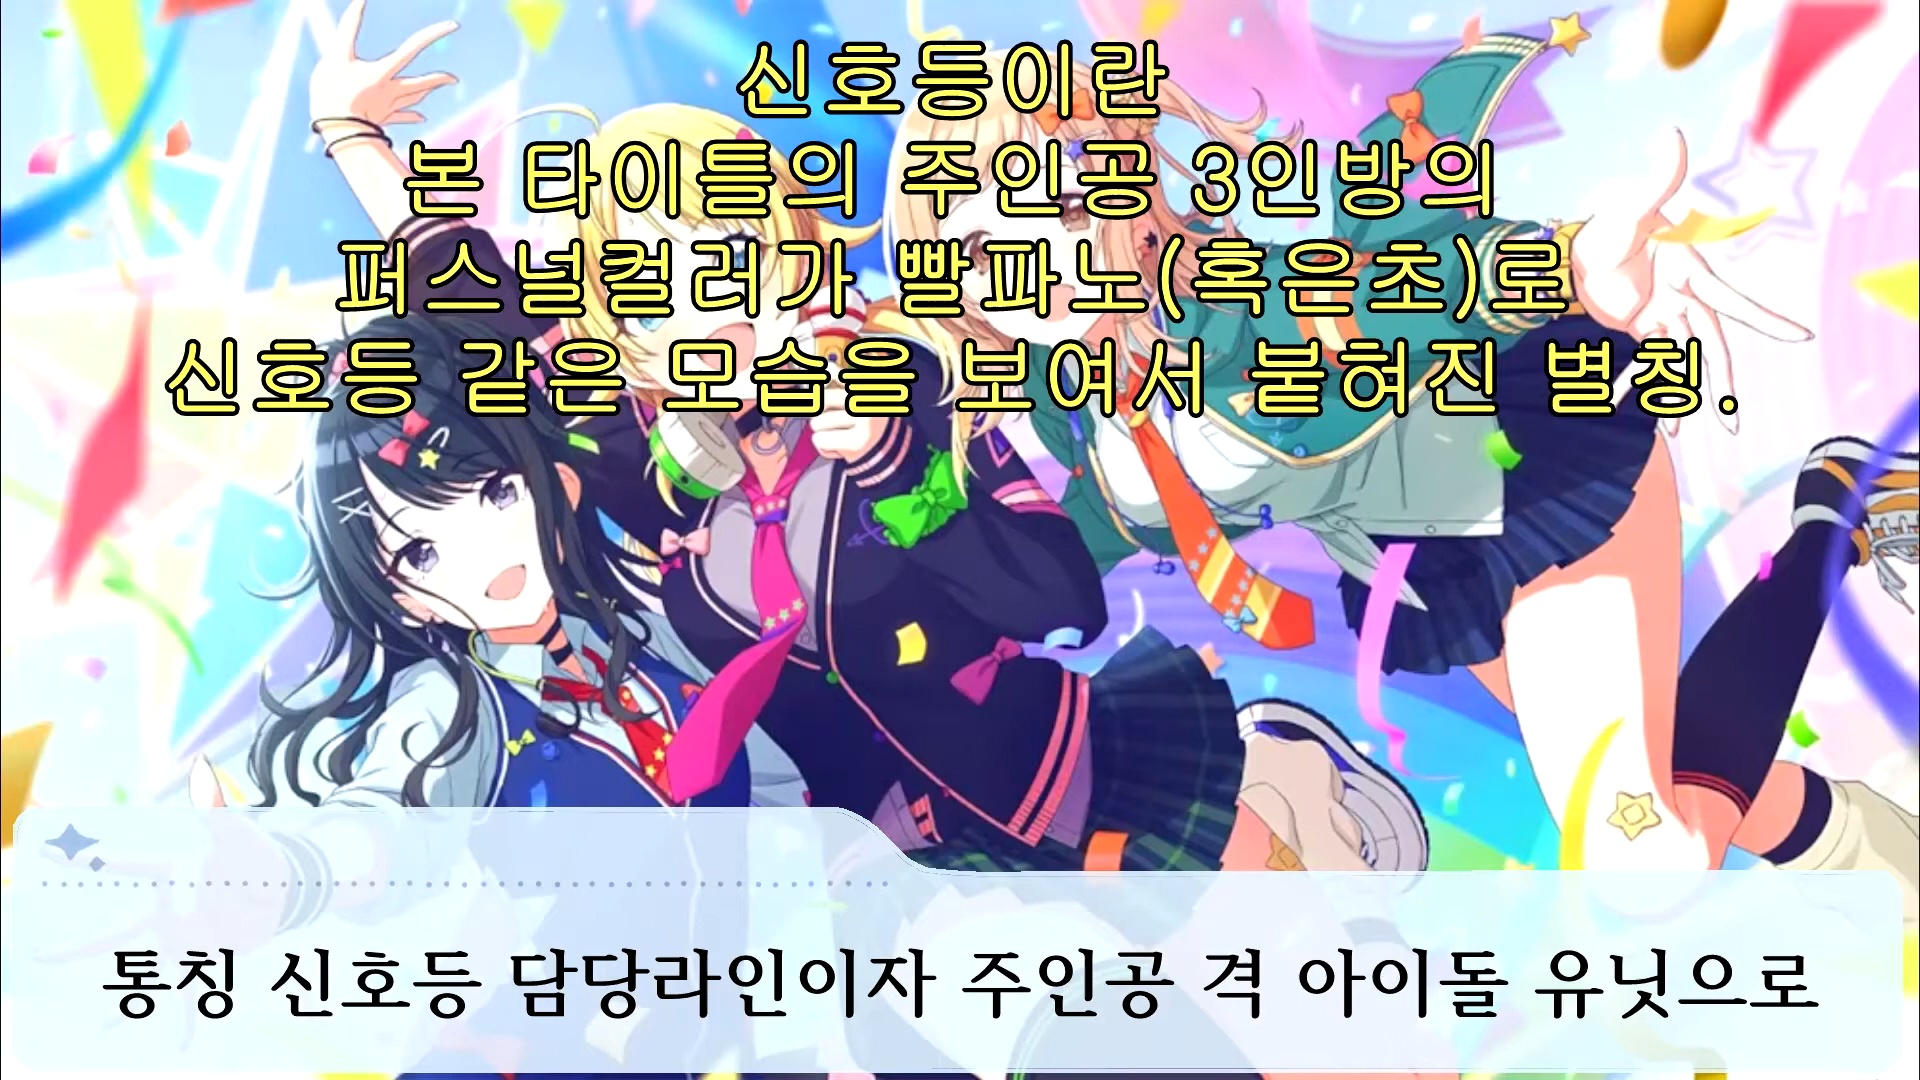 신호등이란
본 타이틀의 주인공 3인방의
퍼스널컬러가 빨파노(혹은초)로
신호등 같은 모습을 보여서 붙혀진 별칭.
통칭 신호등 담당라인이자 주인공 격 아이돌 유닛으로